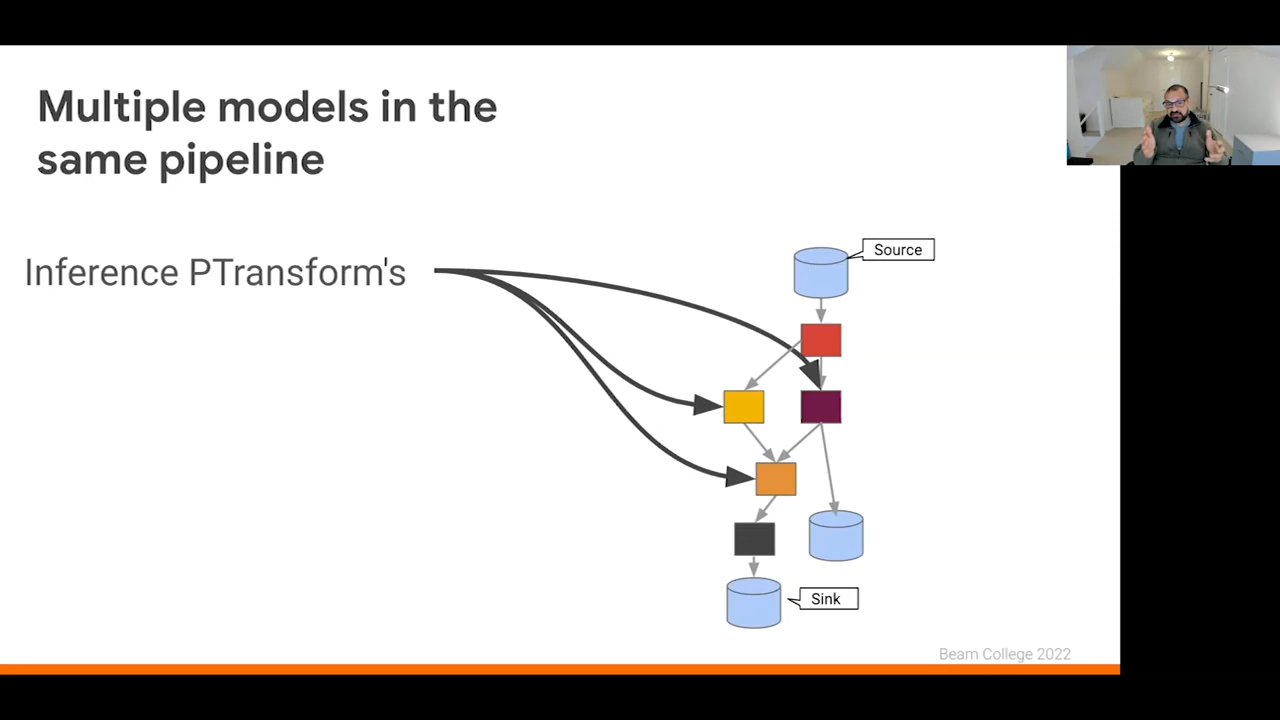 Multiple models in the
same pipeline
Inference PTransform's
Source
Sink
Beam College 2022